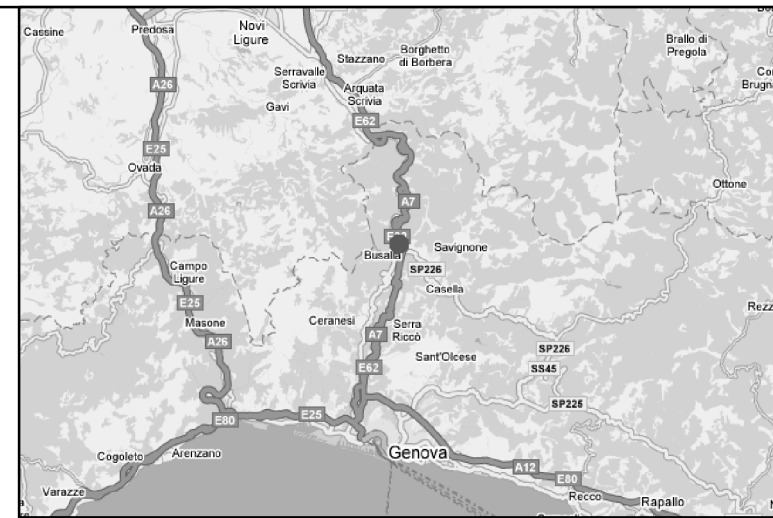 Cassine
Predosa
Novi
Ligure
Stazzano
Borghetto
di Borbera
Brallo di
Pregola
Serravalle
Scrivia
A26
Gavi
Arquata
Scrivia
E62
E25
Ovada
A26
A7
Ottone
Busalla
Savignone
SP226
Campo
Ligure
Casella
E25
Masone
Ceranesi
A7
Serra
Riccò
A26
Sant'Olcese
SP226
E62
SS45
SP225
E80
E25
Cogoleto
Arenzano
Genova
A12
E80
Varazze
Recco
Rapallo